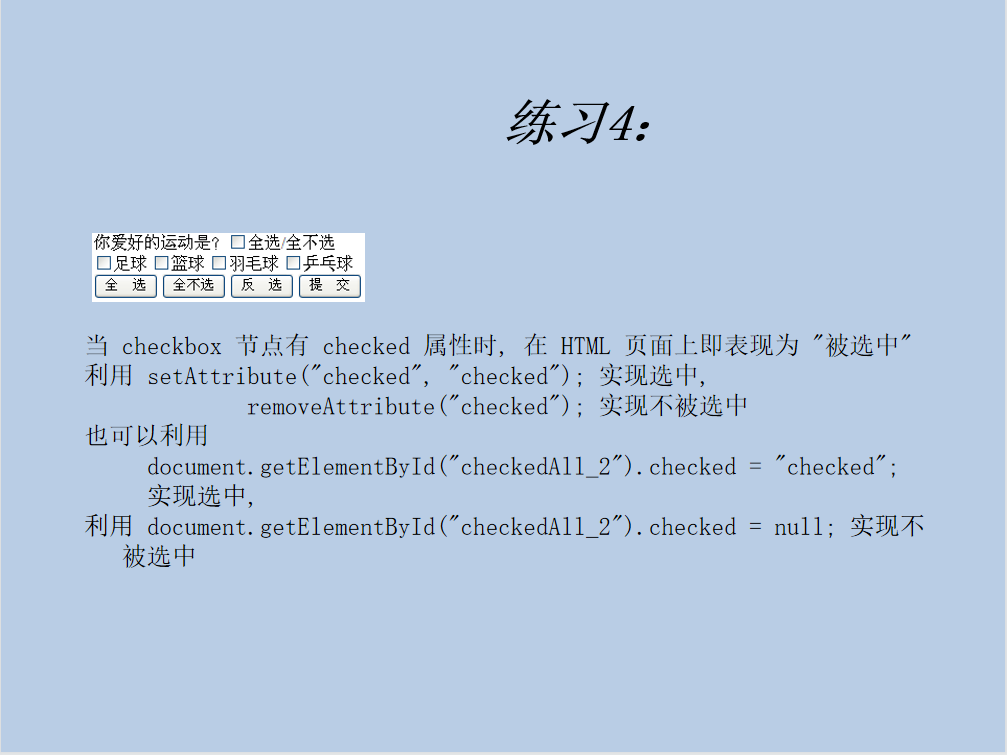 练习4：
你爱好的运动是？ 全选/全不选
足球 篮球 羽毛球 乒乓球
全 选 全不选 反 选 提 交
当 checkbox 节点有 checked 属性时, 在 HTML 页面上即表现为 "被选中"
利用 setAttribute("checked", "checked"); 实现选中,
removeAttribute("checked"); 实现不被选中
也可以利用
document.getElementById("checkedAll_2").checked = "checked";
实现选中,
利用 document.getElementById("checkedAll_2").checked = null; 实现不
被选中